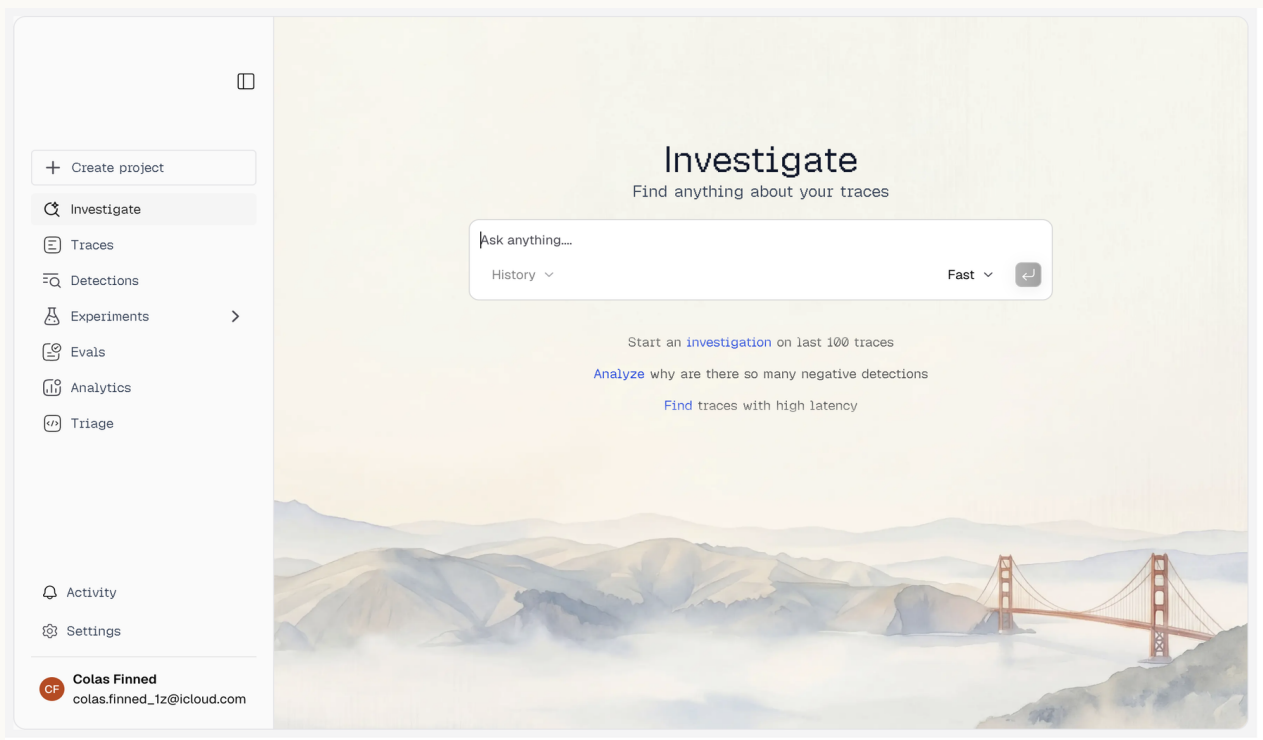 Create project
Investigate
Traces
Detections
Experiments
Evals
Analytics
Triage
Activity
Settings
CF
Colas Finned
colas.finned_1z@icloud.com
Investigate
Find anything about your traces
Ask anything....
History
Fast
Start an investigation on last 100 traces
Analyze why are there so many negative detections
Find traces with high latency